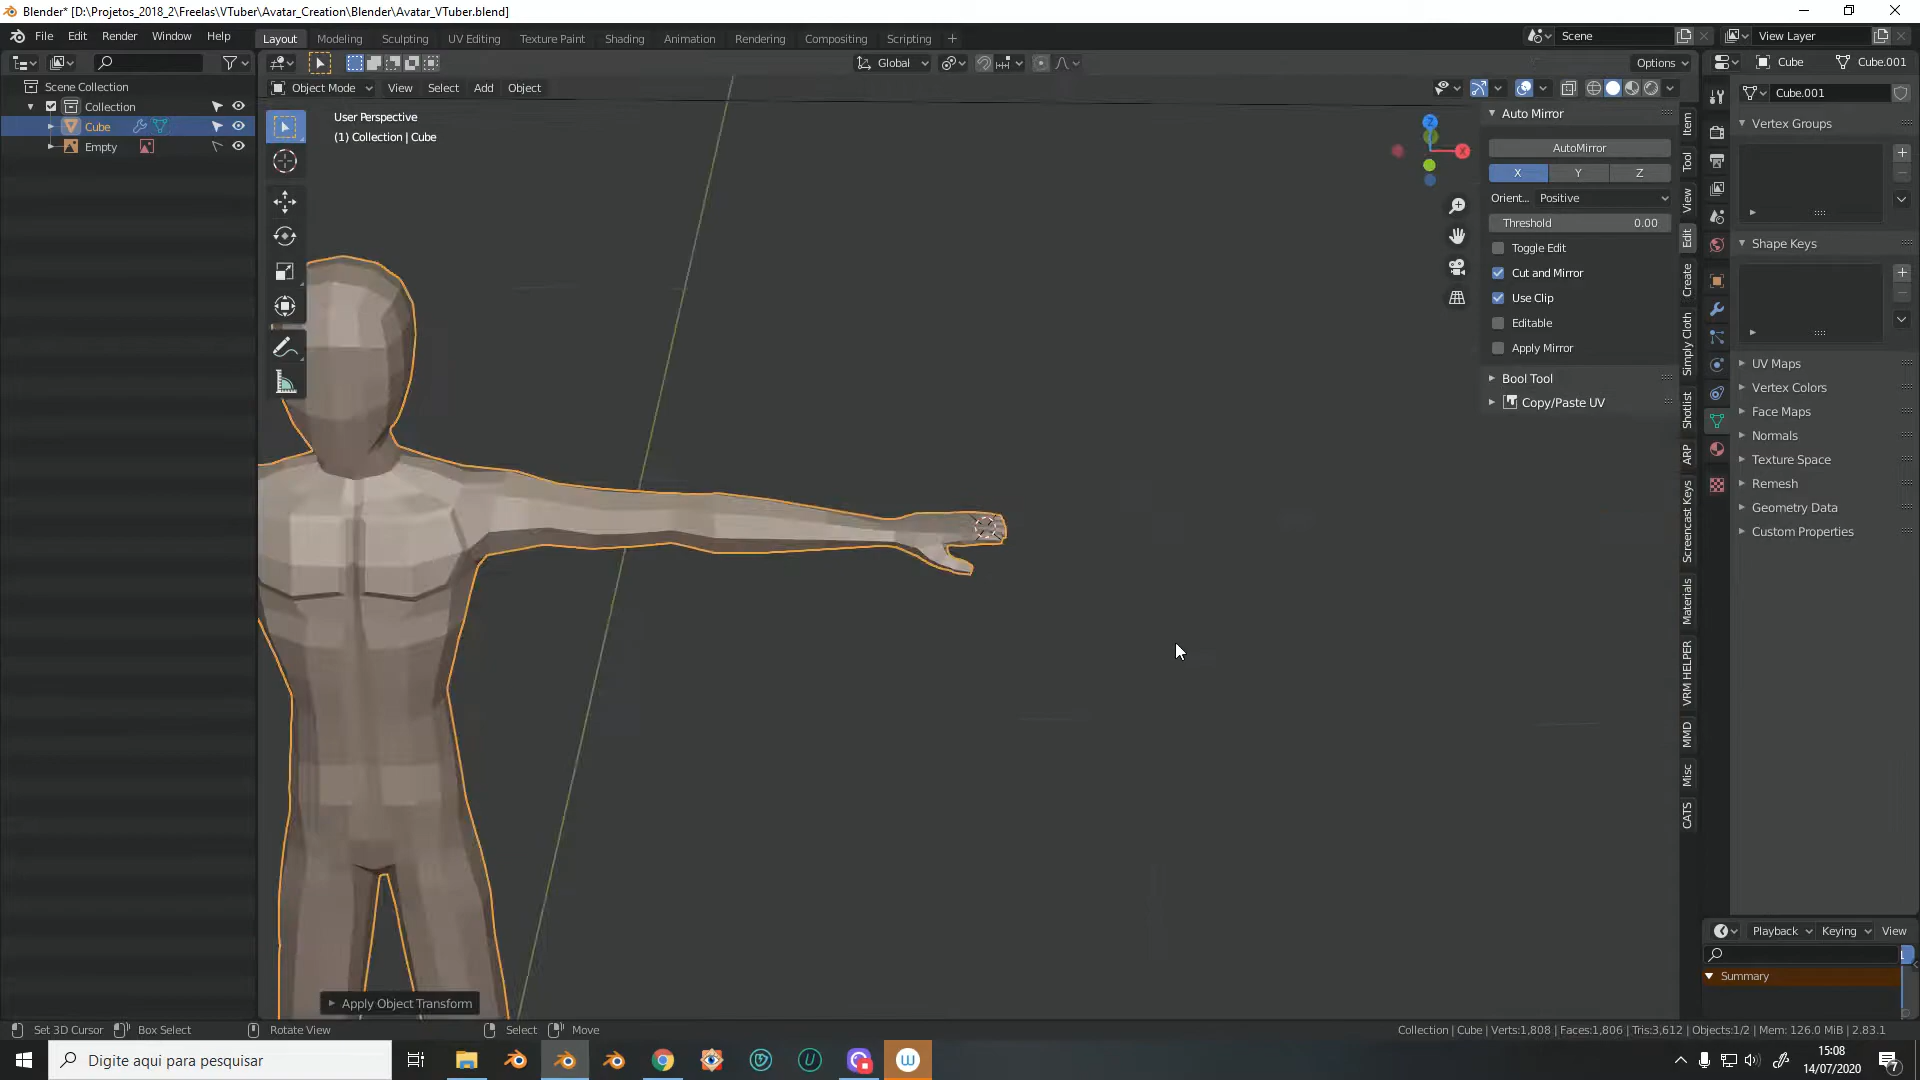 Blender* [D:\Projetos_2018_2\Freelas\VTuber\Avatar_Creation\Blender\Avatar_VTuber.blend]
File Edit Render Window Help
Layout Modeling Sculpting UV Editing Texture Paint Shading Animation Rendering Compositing Scripting
Scene
View Layer
Global
Options
Cube
Cube.001
Scene Collection
Collection
Cube
Empty
Object Mode View Select Add Object
User Perspective
(1) Collection | Cube
Z
X
Auto Mirror
AutoMirror
X Y Z
Orient... Positive
Threshold 0.00
Toggle Edit
Cut and Mirror
Use Clip
Editable
Apply Mirror
Bool Tool
Copy/Paste UV
Item
Tool
View
Edit
Create
Simply Cloth
Shotlist
ARP
Screencast Keys
Materials
VRM HELPER
MMD
Misc
CATS
Cube.001
Vertex Groups
Shape Keys
UV Maps
Vertex Colors
Face Maps
Normals
Texture Space
Remesh
Geometry Data
Custom Properties
Playback Keying View
Summary
Apply Object Transform
Set 3D Cursor Box Select Rotate View Select Move
Collection | Cube | Verts:1,808 | Faces:1,806 | Tris:3,612 | Objects:1/2 | Mem: 126.0 MiB | 2.83.1
Digite aqui para pesquisar
15:08
14/07/2020
7